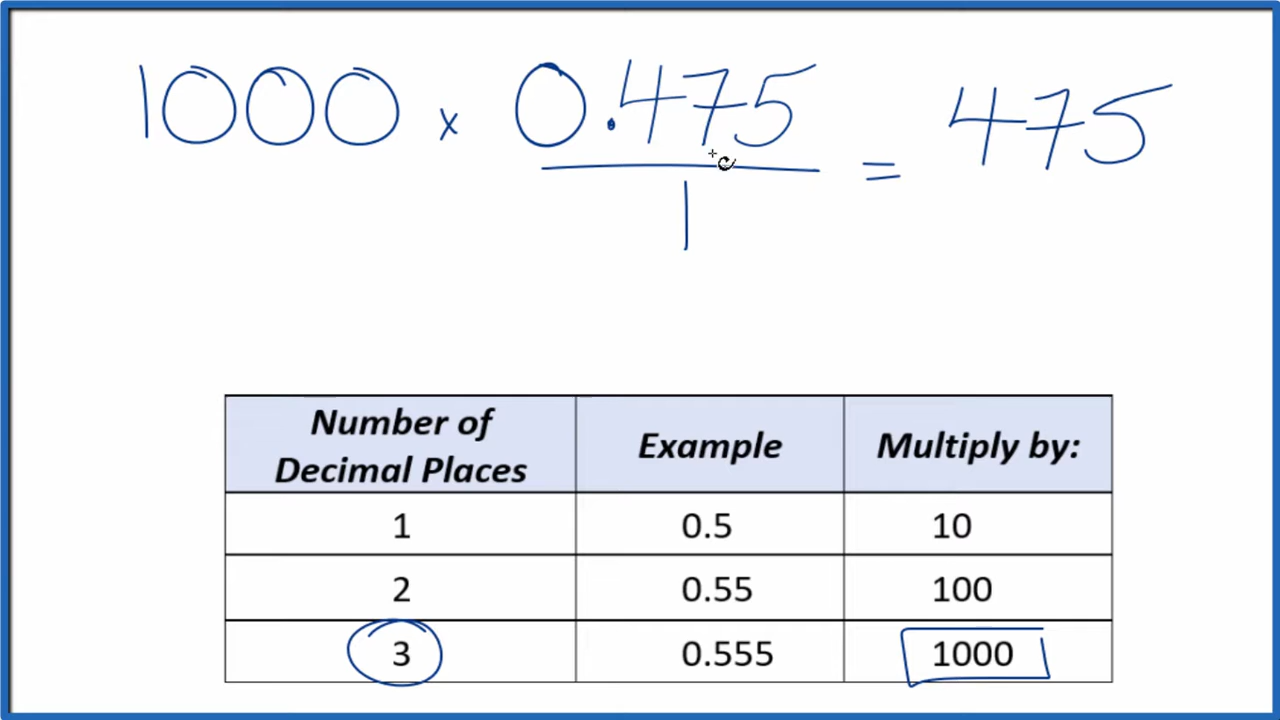 1000 x 0.475 = 475
1
Number of Decimal Places Example Multiply by:
1 0.5 10
2 0.55 100
3 0.555 1000